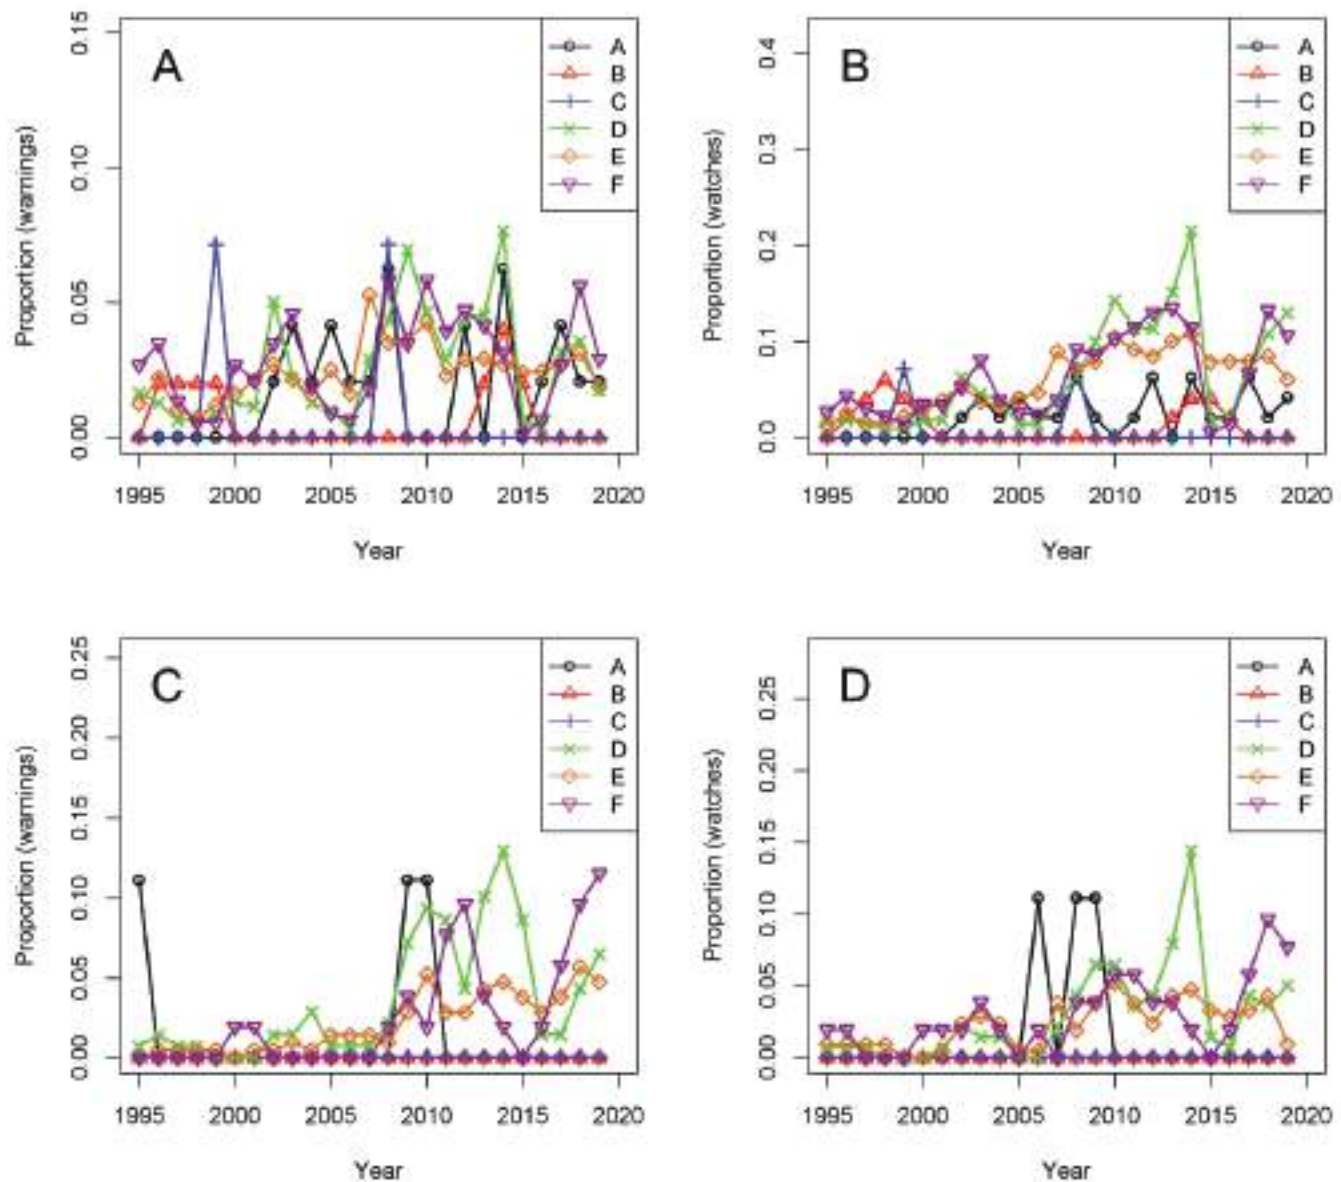 A
Proportion (warnings)
0.00 0.05 0.10 0.15
A
B
C
D
E
F
1995 2000 2005 2010 2015 2020
Year
B
Proportion (watches)
0.0 0.1 0.2 0.3 0.4
A
B
C
D
E
F
1995 2000 2005 2010 2015 2020
Year
C
Proportion (warnings)
0.00 0.05 0.10 0.15 0.20 0.25
A
B
C
D
E
F
1995 2000 2005 2010 2015 2020
Year
D
Proportion (watches)
0.00 0.05 0.10 0.15 0.20 0.25
A
B
C
D
E
F
1995 2000 2005 2010 2015 2020
Year